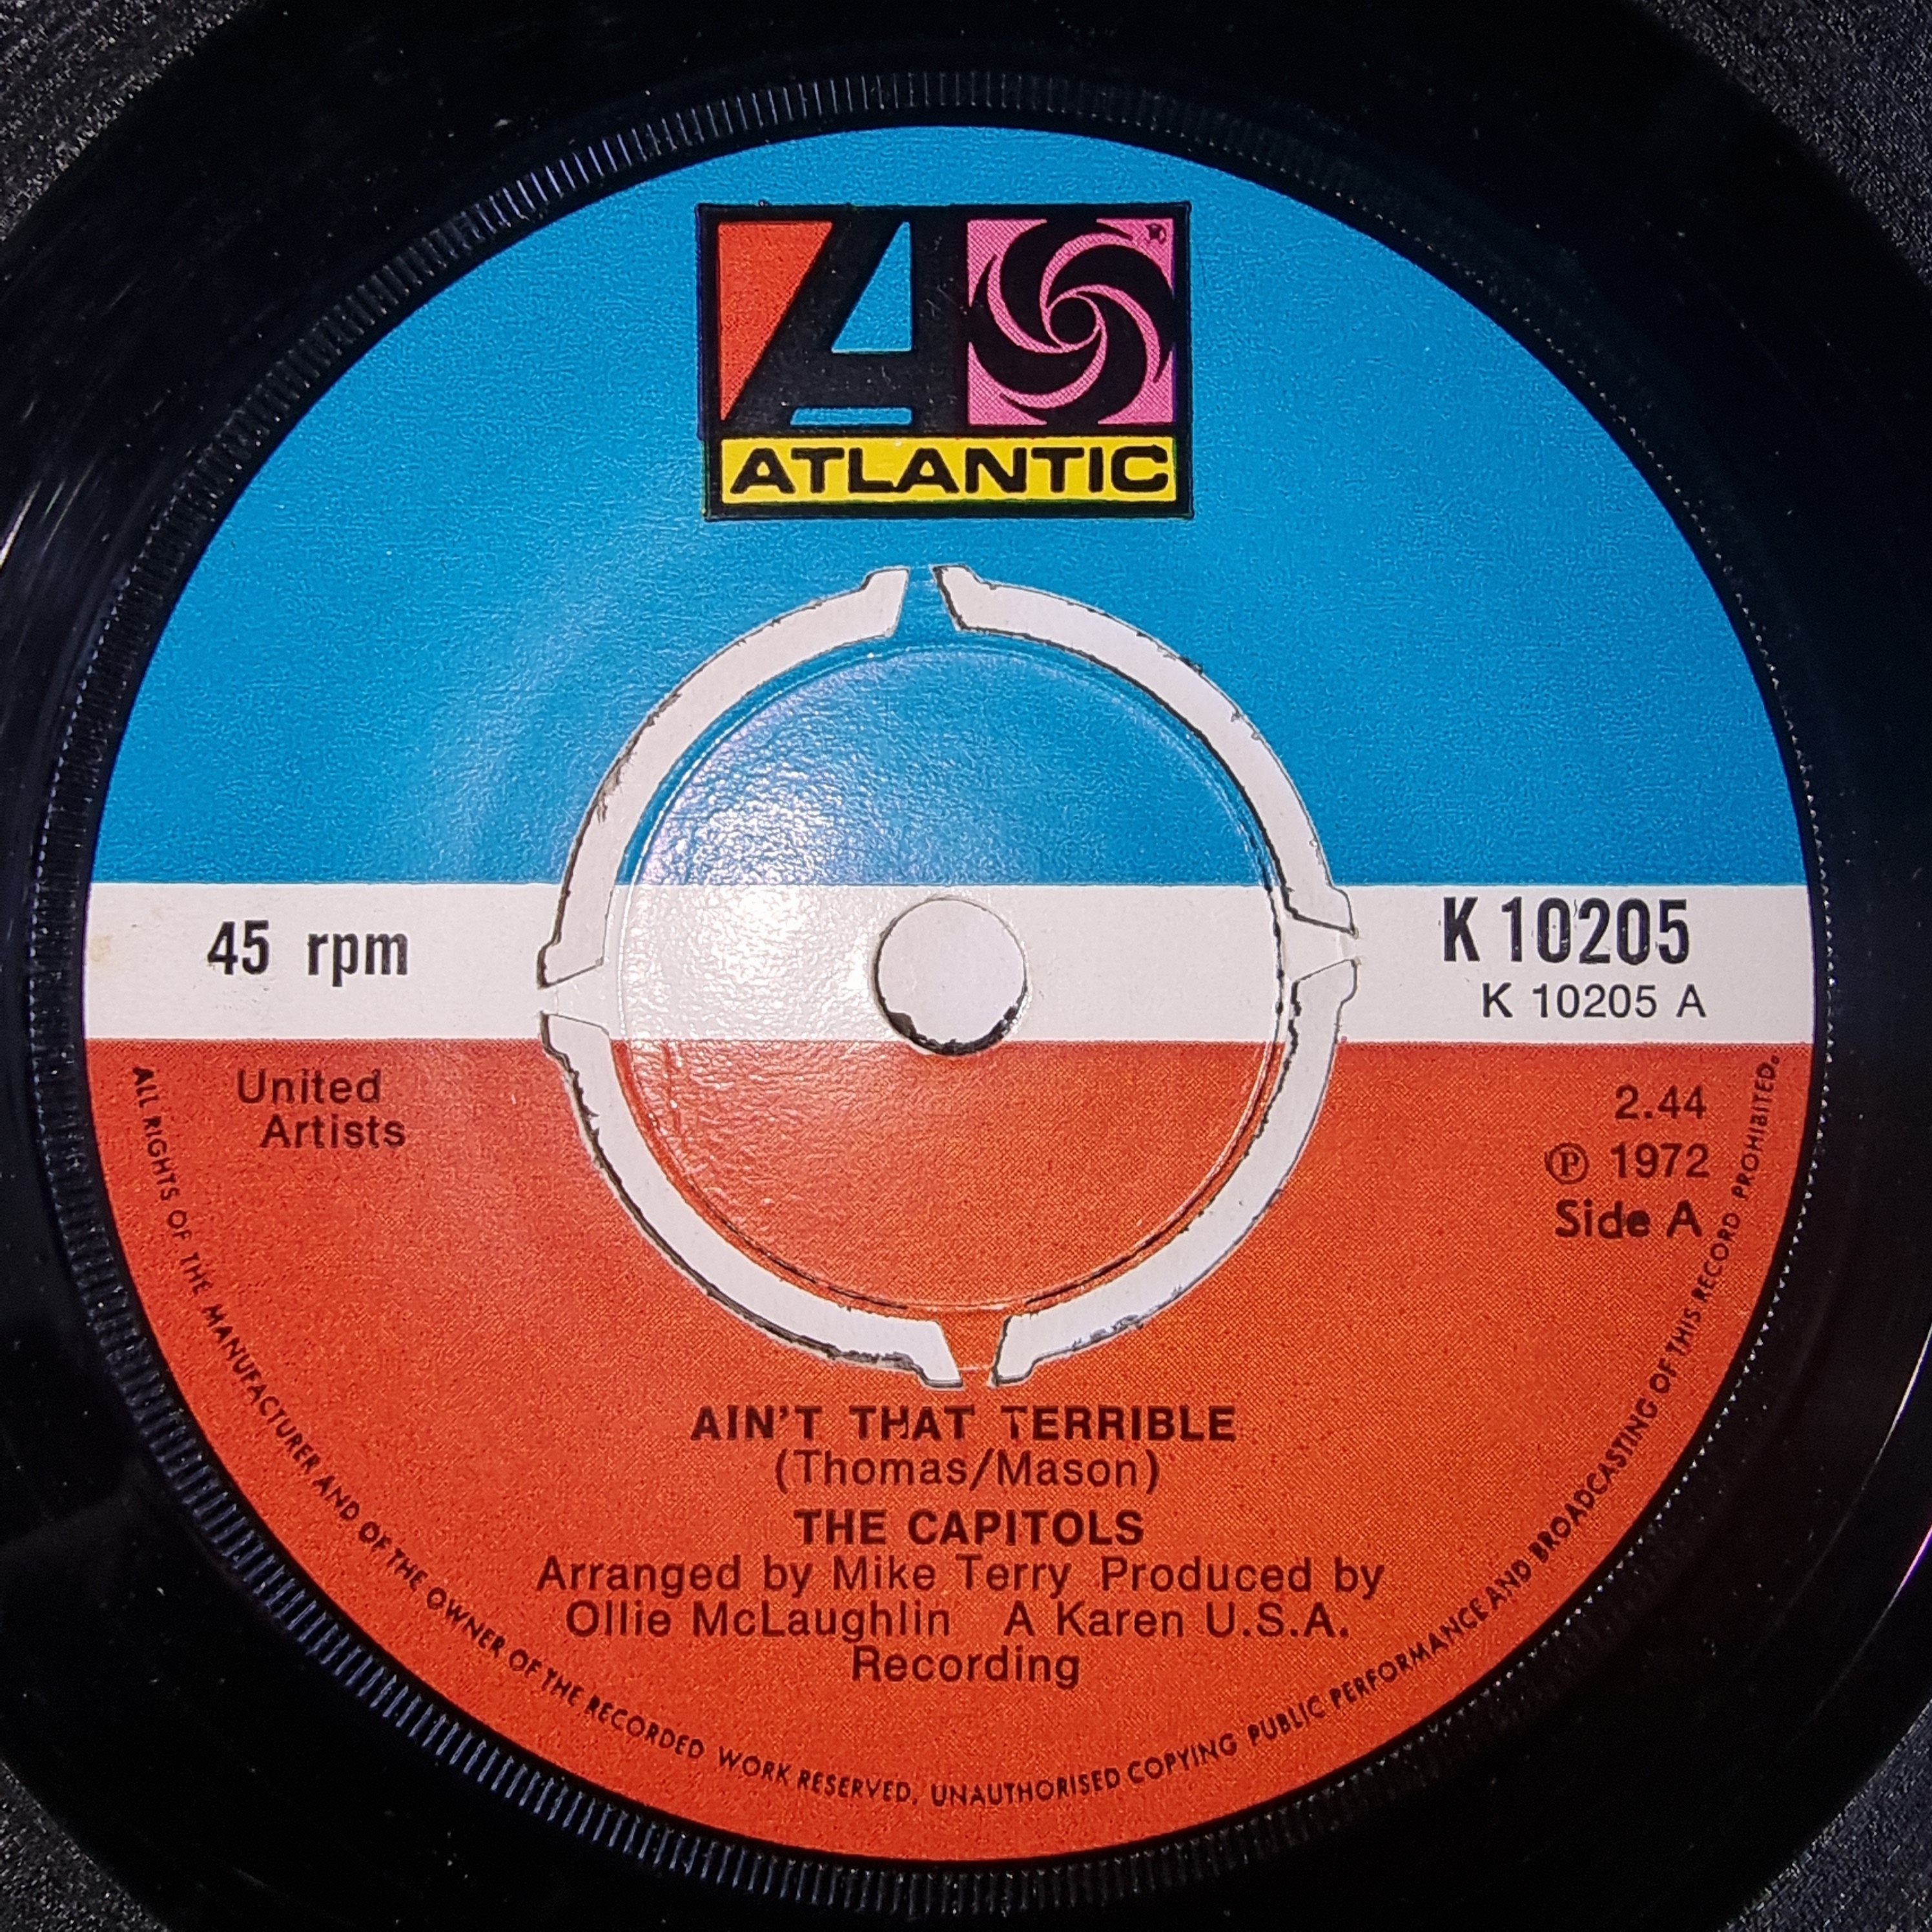 ATLANTIC
45 rpm
K 10205
K 10205 A
United
Artists
2.44
℗ 1972
Side A
AIN'T THAT TERRIBLE
(Thomas/Mason)
THE CAPITOLS
Arranged by Mike Terry Produced by
Ollie McLaughlin A Karen U.S.A.
Recording
ALL RIGHTS OF THE MANUFACTURER AND OF THE OWNER OF THE RECORDED WORK RESERVED. UNAUTHORISED COPYING PUBLIC PERFORMANCE AND BROADCASTING OF THIS RECORD PROHIBITED.